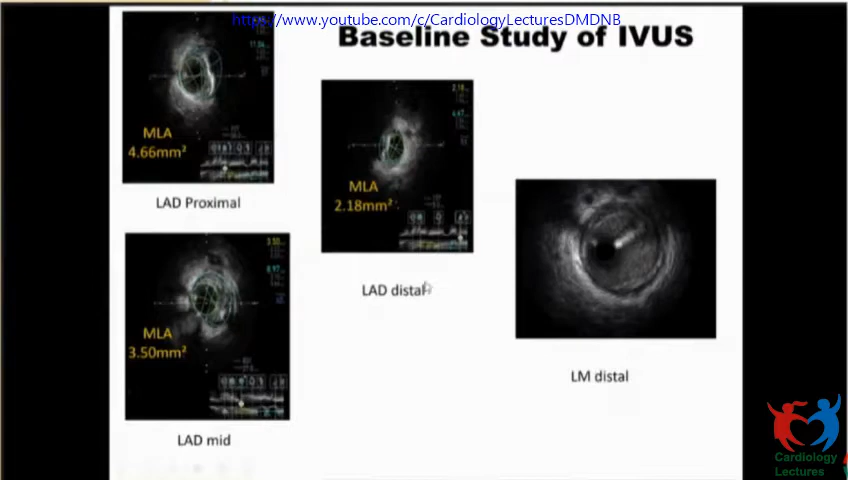 https://www.youtube.com/c/CardiologyLecturesDMDNB
Baseline Study of IVUS
MLA
4.66mm²
LAD Proximal
MLA
2.18mm²
LAD distal
MLA
3.50mm²
LAD mid
LM distal
Cardiology
Lectures